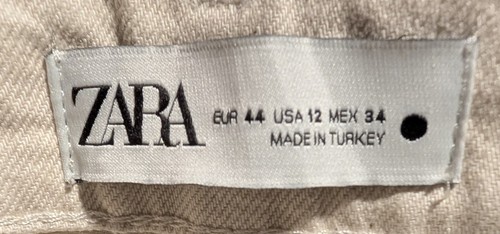 ZARA
EUR 44 USA 12 MEX 34
MADE IN TURKEY